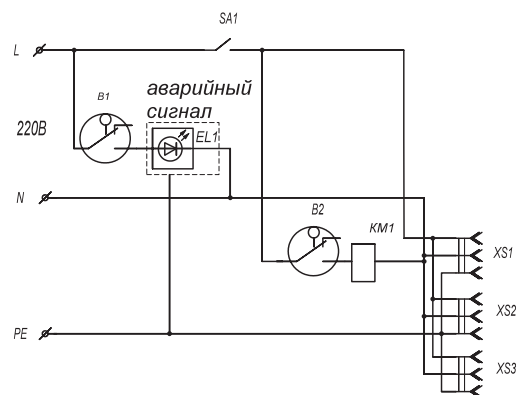 SA1
L
B1
аварийный
сигнал
EL1
220В
N
B2
KM1
XS1
XS2
PE
XS3